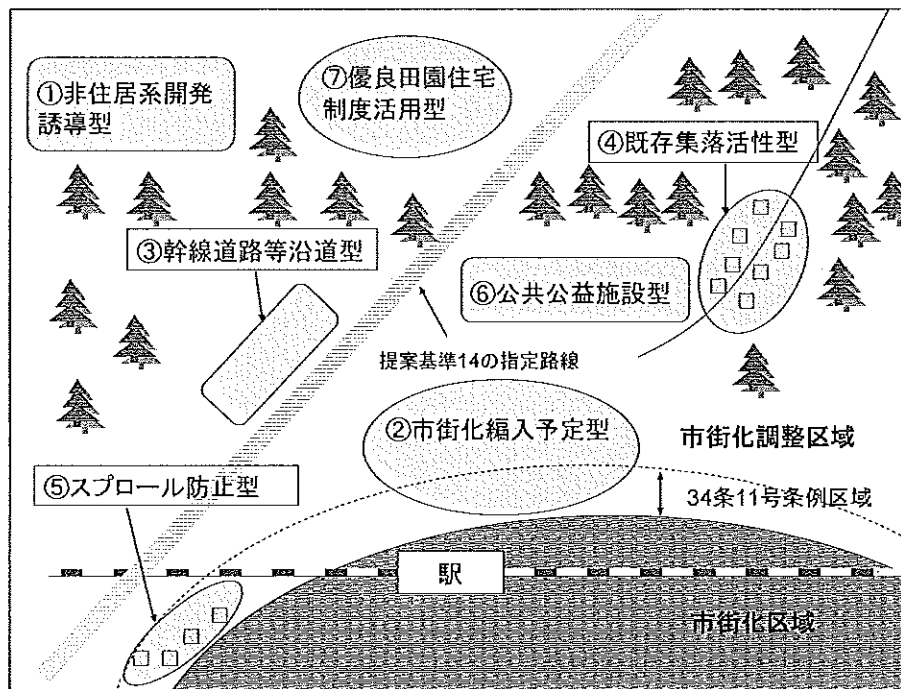 ①非住居系開発
誘導型
⑦優良田園住宅
制度活用型
④既存集落活性型
③幹線道路等沿道型
⑥公共公益施設型
提案基準14の指定路線
②市街化編入予定型
市街化調整区域
⑤スプロール防止型
34条11号条例区域
駅
市街化区域